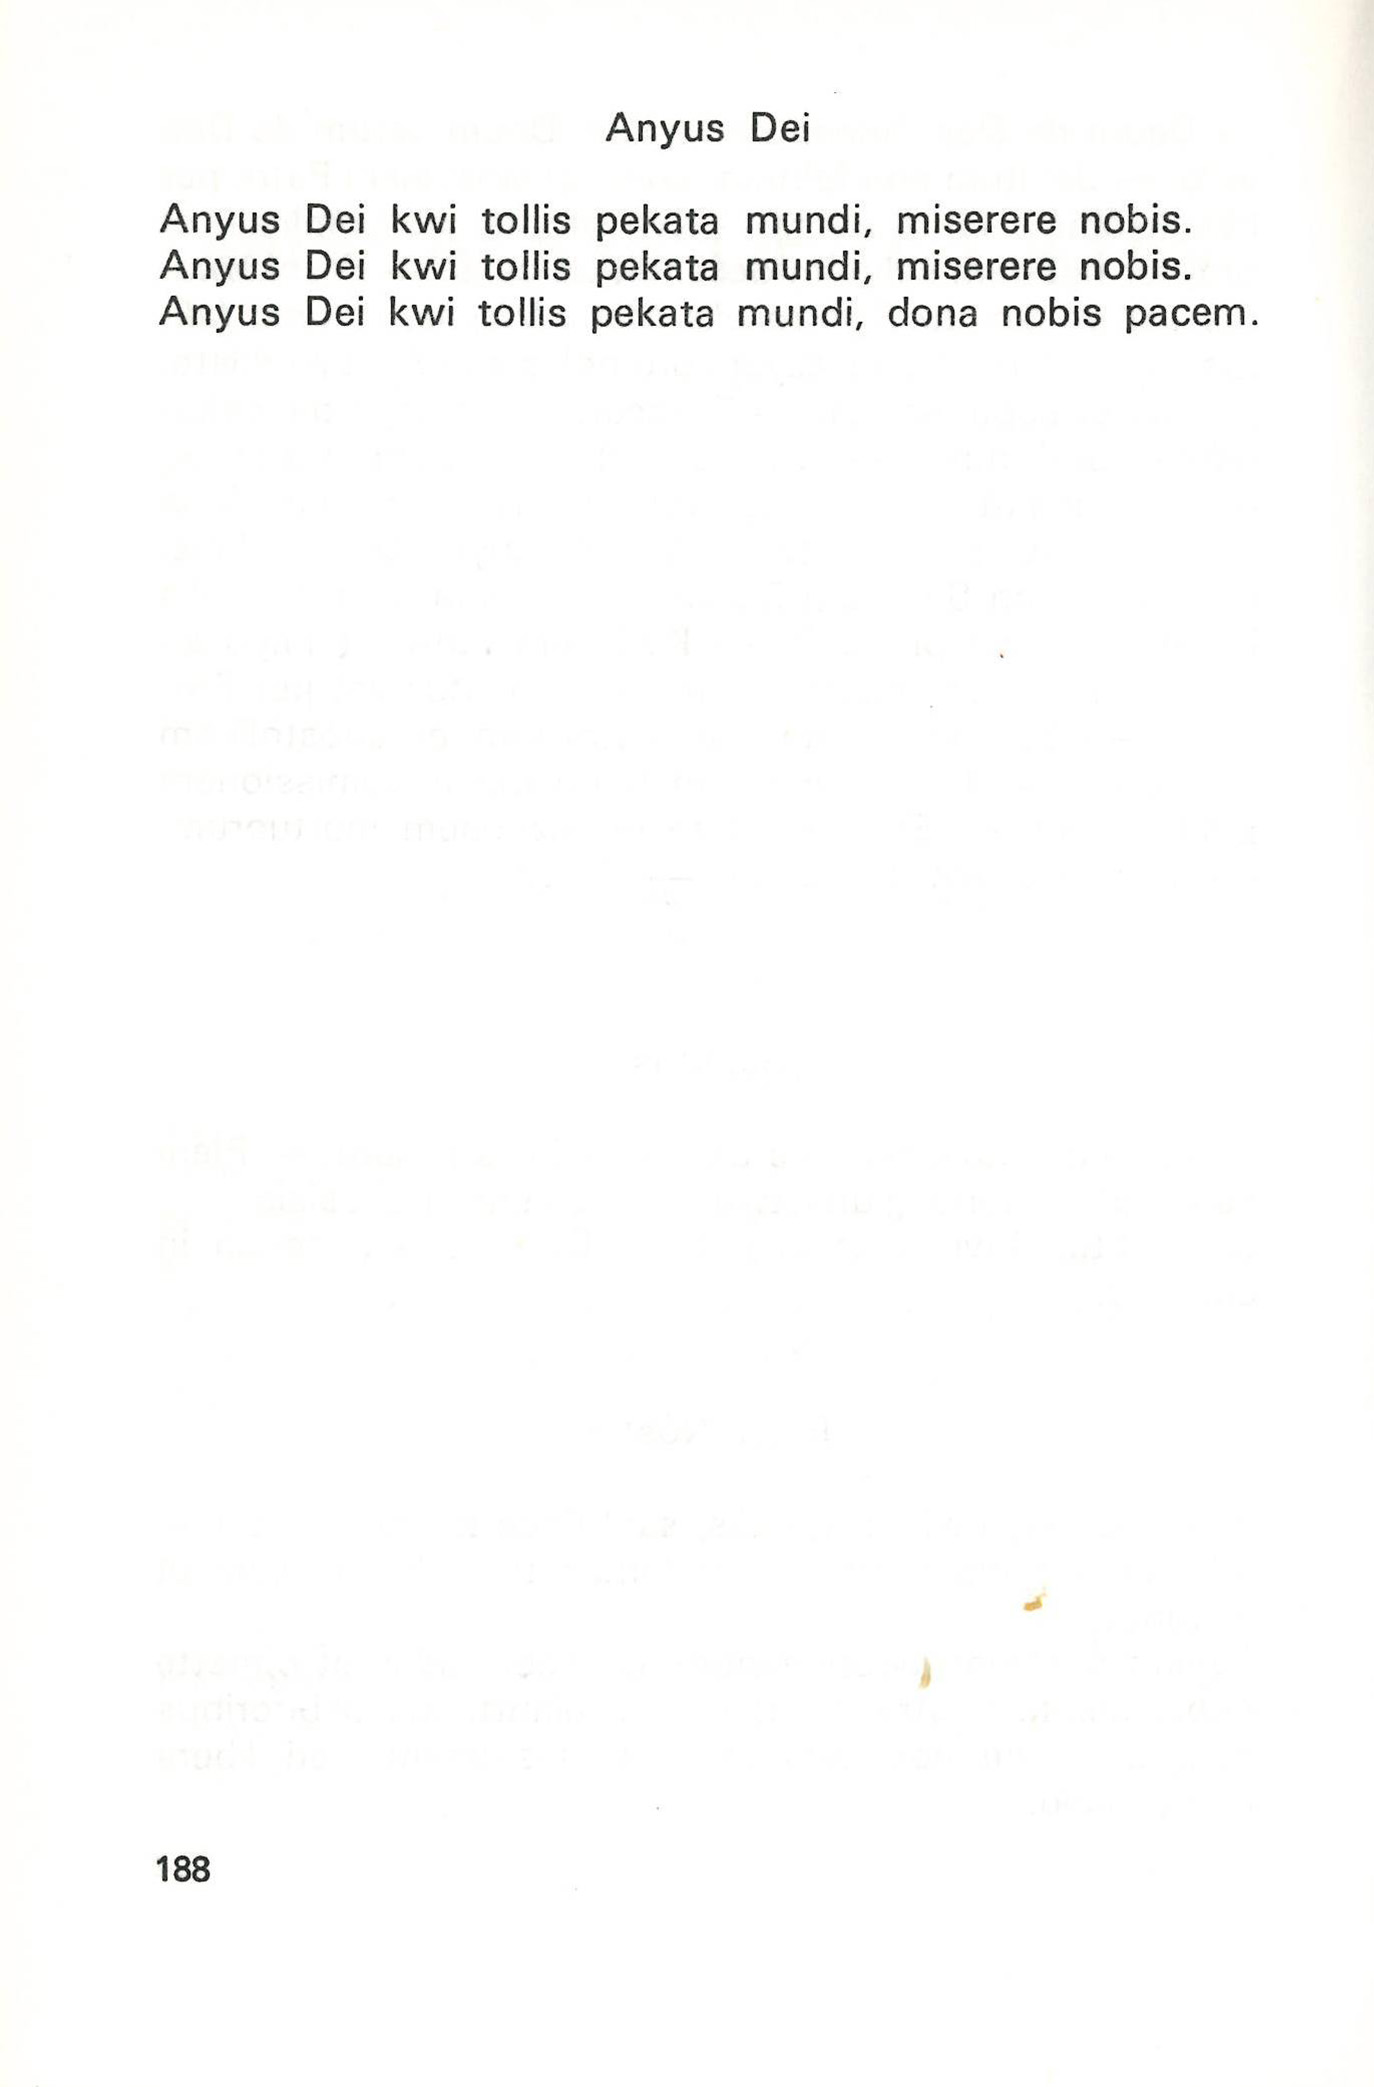 Anyus Dei
Anyus Dei kwi tollis pekata mundi, miserere nobis.
Anyus Dei kwi tollis pekata mundi, miserere nobis.
Anyus Dei kwi tollis pekata mundi, dona nobis pacem.
188